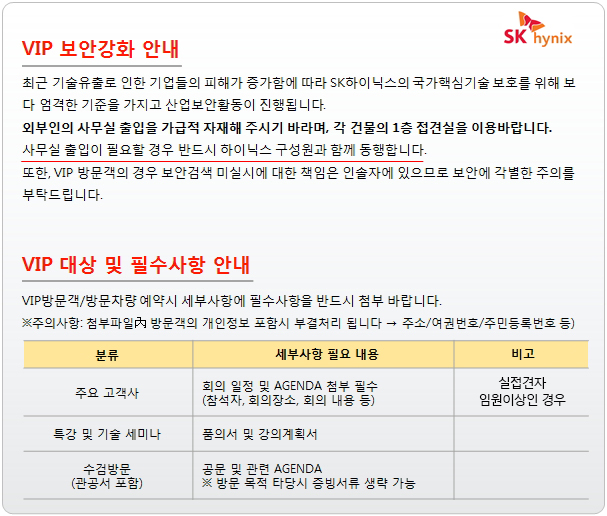 SK hynix
VIP 보안강화 안내
최근 기술유출로 인한 기업들의 피해가 증가함에 따라 SK하이닉스의 국가핵심기술 보호를 위해 보
다 엄격한 기준을 가지고 산업보안활동이 진행됩니다.
외부인의 사무실 출입을 가급적 자재해 주시기 바라며, 각 건물의 1층 접견실을 이용바랍니다.
사무실 출입이 필요할 경우 반드시 하이닉스 구성원과 함께 동행합니다.
또한, VIP 방문객의 경우 보안검색 미실시에 대한 책임은 인솔자에 있으므로 보안에 각별한 주의를
부탁드립니다.
VIP 대상 및 필수사항 안내
VIP방문객/방문차량 예약시 세부사항에 필수사항을 반드시 첨부 바랍니다.
※주의사항: 첨부파일內 방문객의 개인정보 포함시 부결처리 됩니다 → 주소/여권번호/주민등록번호 등)
분류 세부사항 필요 내용 비고
주요 고객사 회의 일정 및 AGENDA 첨부 필수 실접견자
(참석자, 회의장소, 회의 내용 등) 임원이상인 경우
특강 및 기술 세미나 품의서 및 강의계획서
수검방문 공문 및 관련 AGENDA
(관공서 포함) ※ 방문 목적 타당시 증빙서류 생략 가능